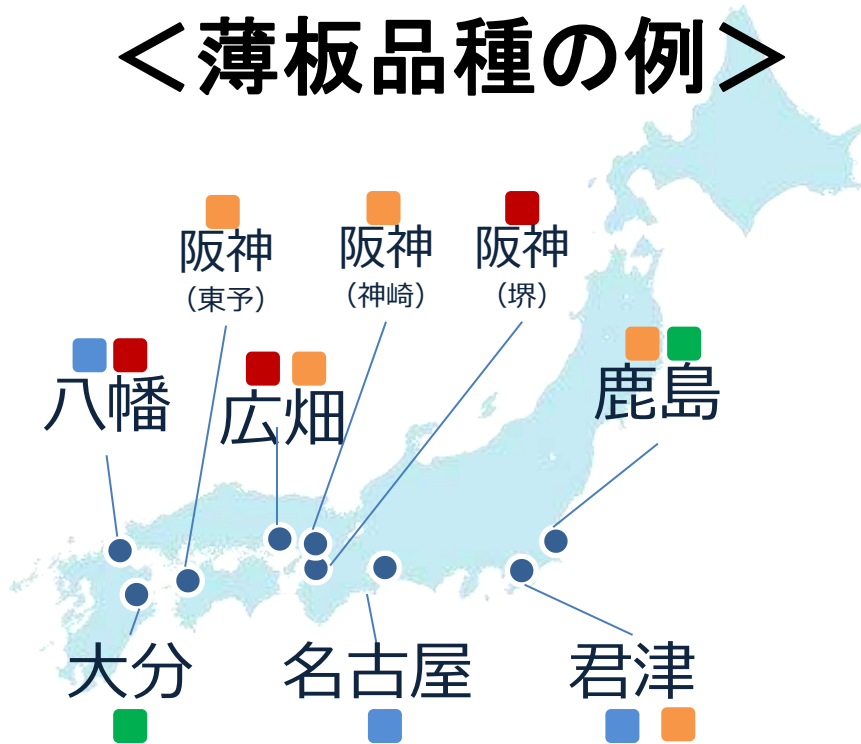 ＜薄板品種の例＞
阪神
（東予）
阪神
（神崎）
阪神
（堺）
八幡
広畑
鹿島
大分
名古屋
君津